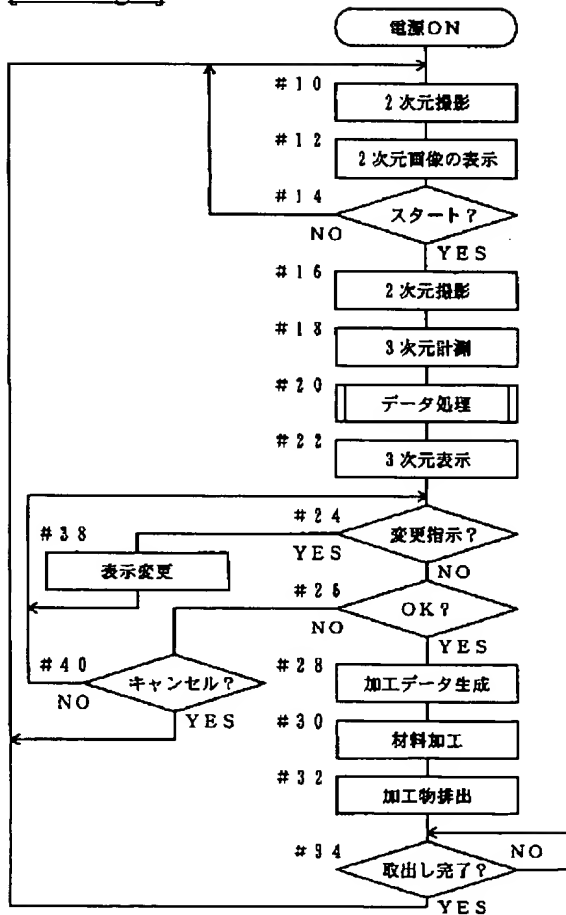 電源ON
#10
2次元撮影
#12
2次元画像の表示
#14
スタート?
NO
YES
#16
2次元撮影
#18
3次元計測
#20
データ処理
#22
3次元表示
#24
変更指示?
YES
NO
#38
表示変更
#26
OK?
NO
YES
#40
キャンセル?
NO
YES
#28
加工データ生成
#30
材料加工
#32
加工物排出
#34
取出し完了?
NO
YES